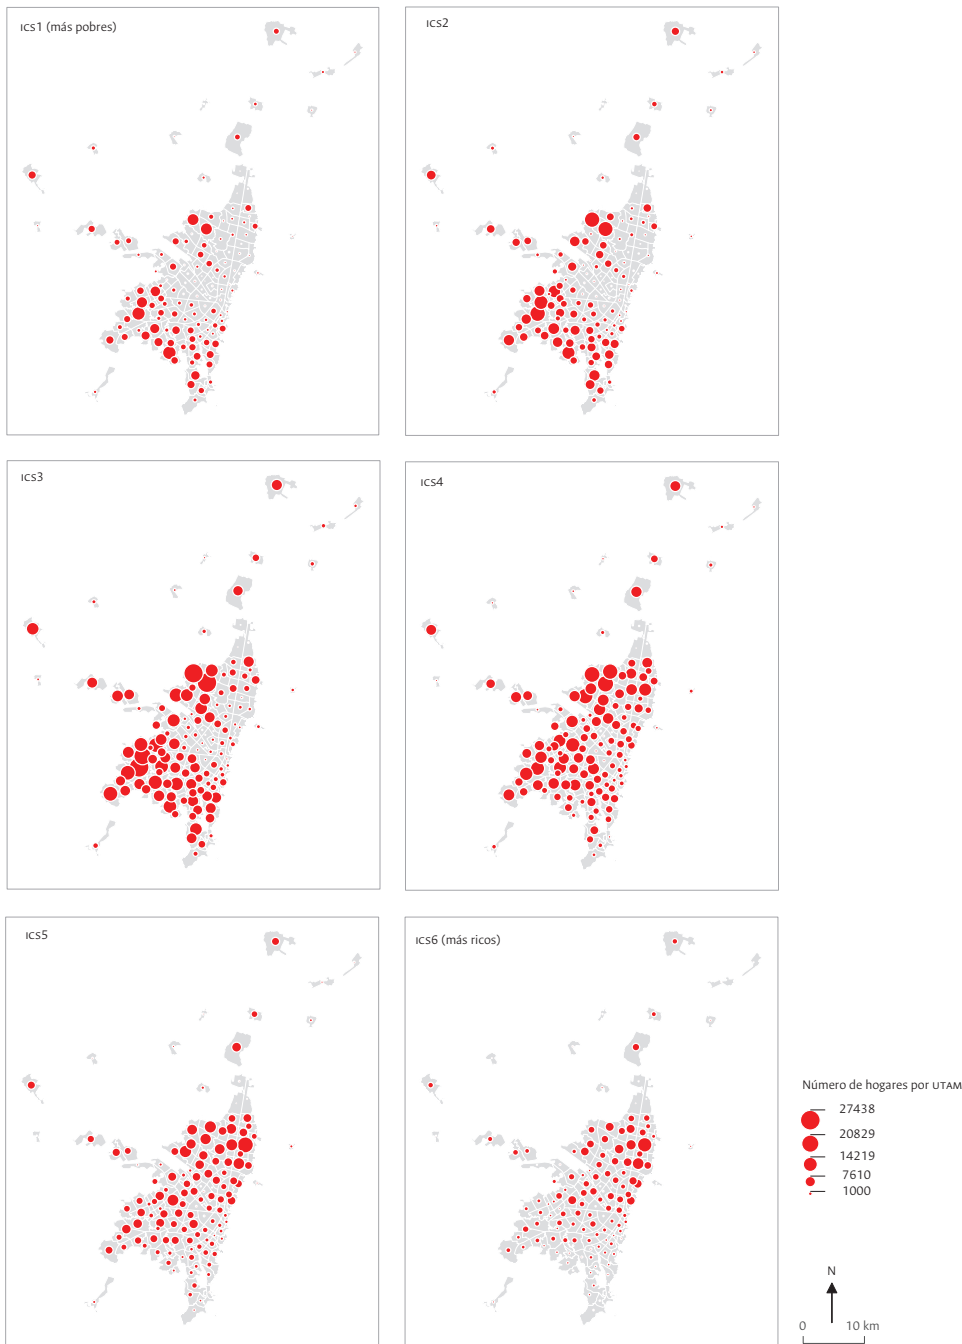 ICS1 (más pobres)
ICS2
ICS3
ICS4
ICS5
ICS6 (más ricos)
Número de hogares por UTAM
27438
20829
14219
7610
1000
N
0 10 km